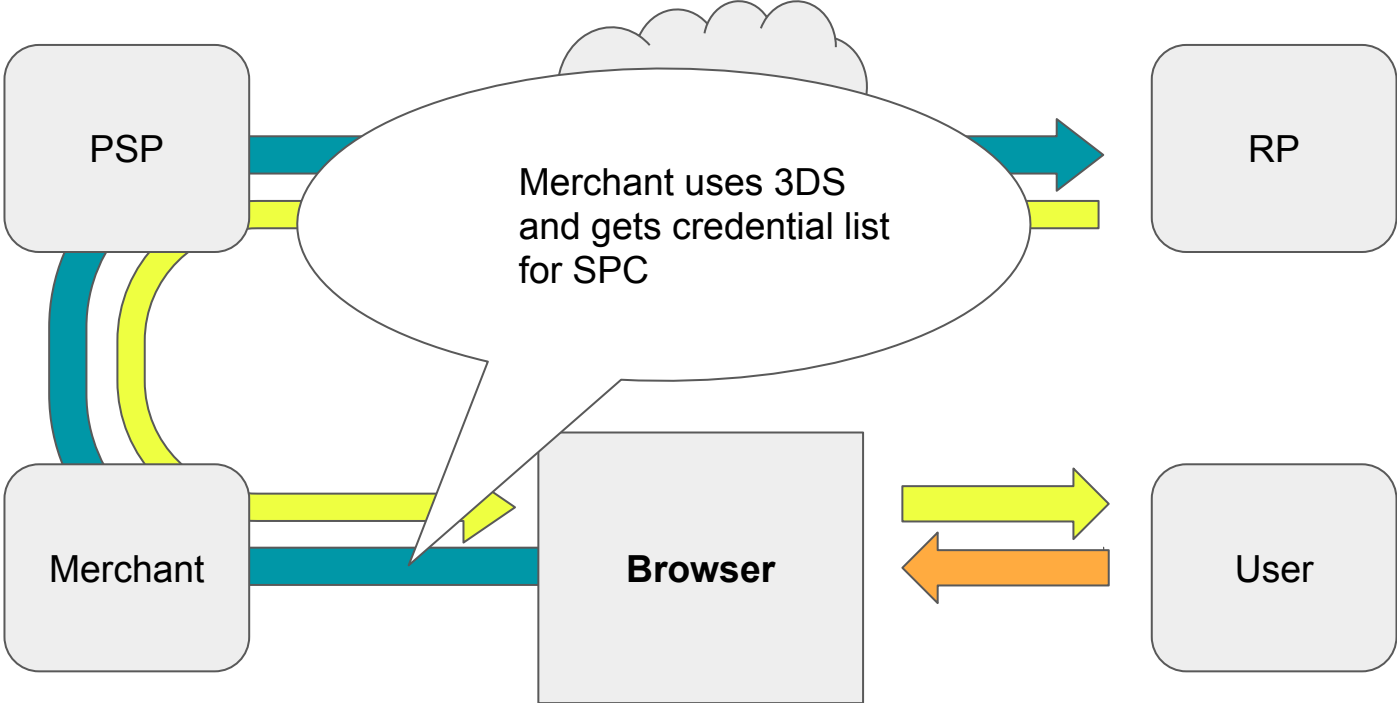 PSP
RP
Merchant uses 3DS
and gets credential list
for SPC
Merchant
Browser
User